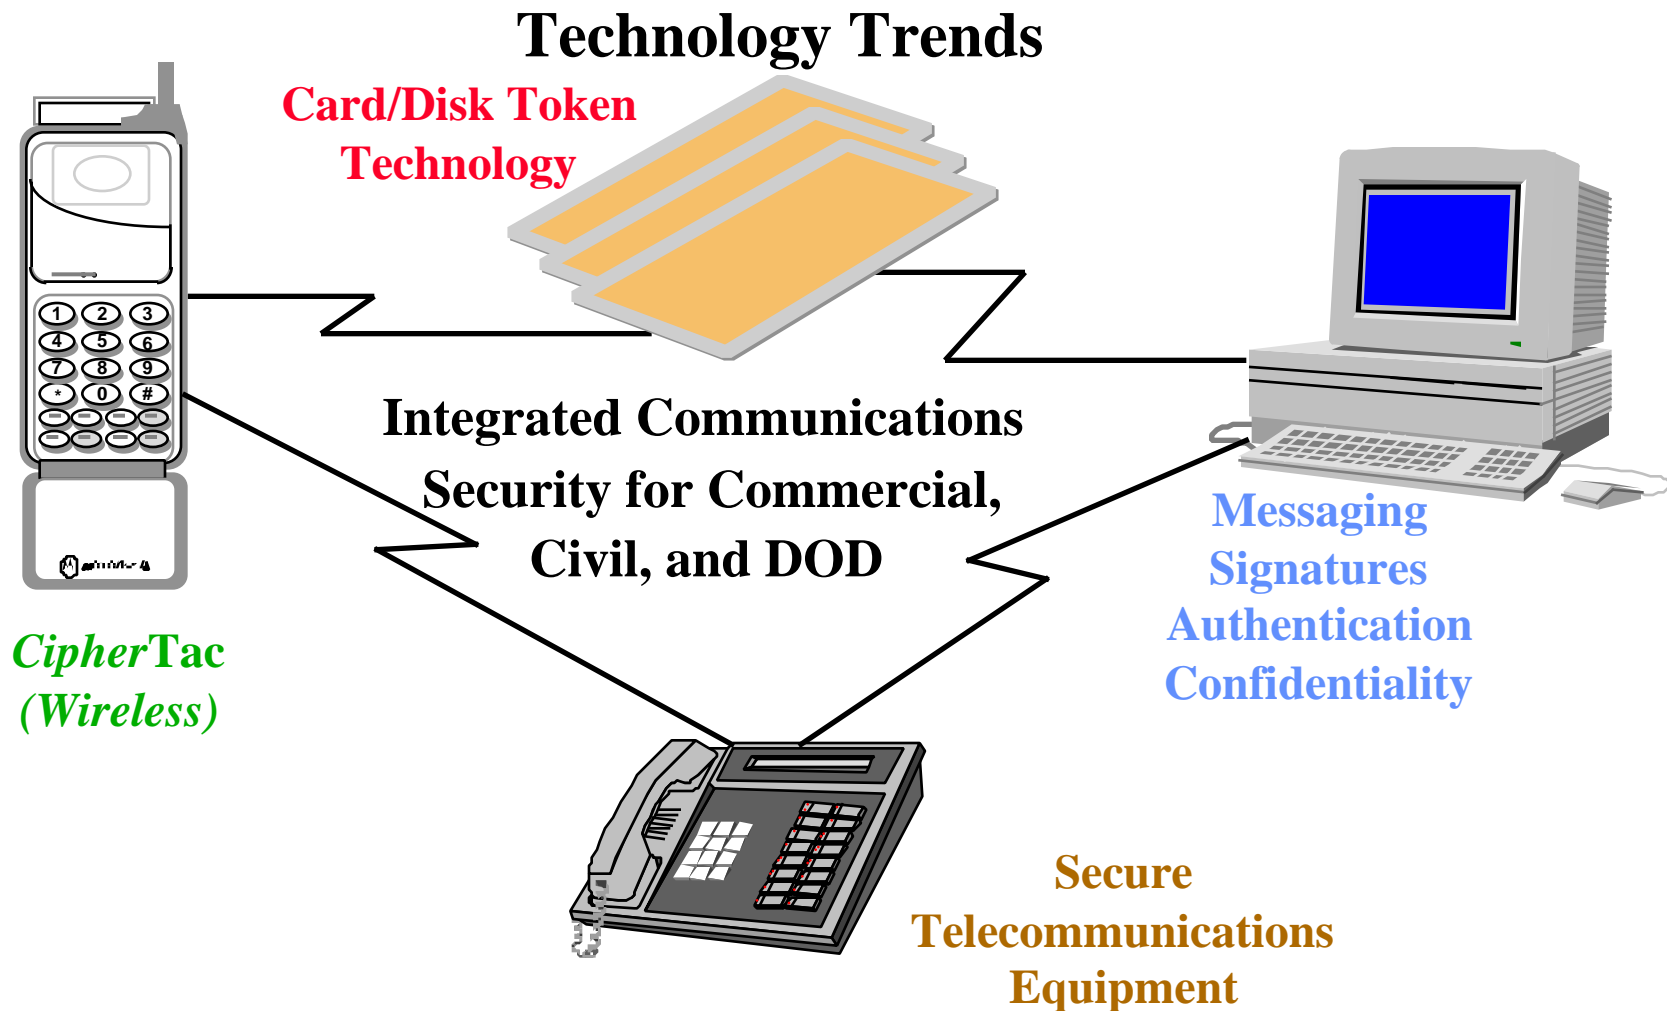 Technology Trends
Card/Disk Token
Technology
1 2 3
4 5 6
7 8 9
* 0 #
Integrated Communications
Security for Commercial,
Civil, and DOD
Messaging
Signatures
Authentication
Confidentiality
CipherTac
(Wireless)
Secure
Telecommunications
Equipment